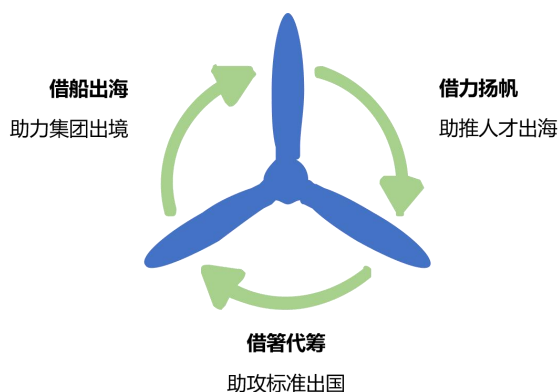 借船出海
助力集团出境
借力扬帆
助推人才出海
借箸代筹
助攻标准出国